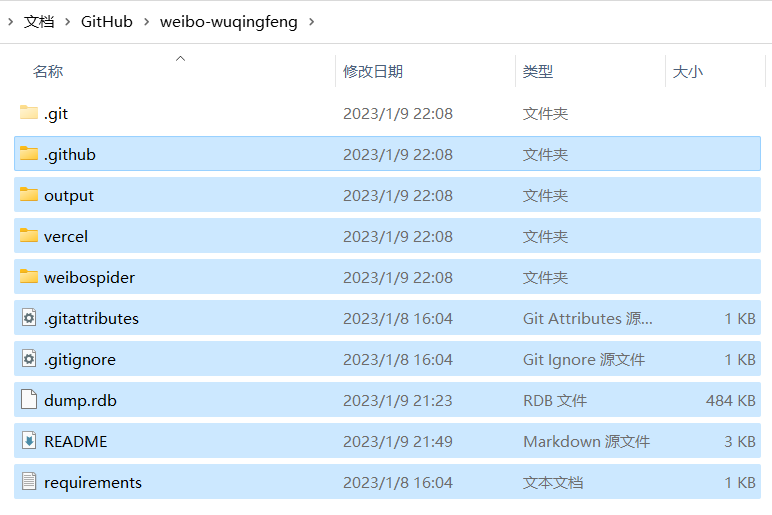 文档 > GitHub > weibo-wuqingfeng >
名称 修改日期 类型 大小
.git 2023/1/9 22:08 文件夹
.github 2023/1/9 22:08 文件夹
output 2023/1/9 22:08 文件夹
vercel 2023/1/9 22:08 文件夹
weibospider 2023/1/9 22:08 文件夹
.gitattributes 2023/1/8 16:04 Git Attributes 源... 1 KB
.gitignore 2023/1/8 16:04 Git Ignore 源文件 1 KB
dump.rdb 2023/1/9 21:23 RDB 文件 484 KB
README 2023/1/9 21:49 Markdown 源文件 3 KB
requirements 2023/1/8 16:04 文本文档 1 KB